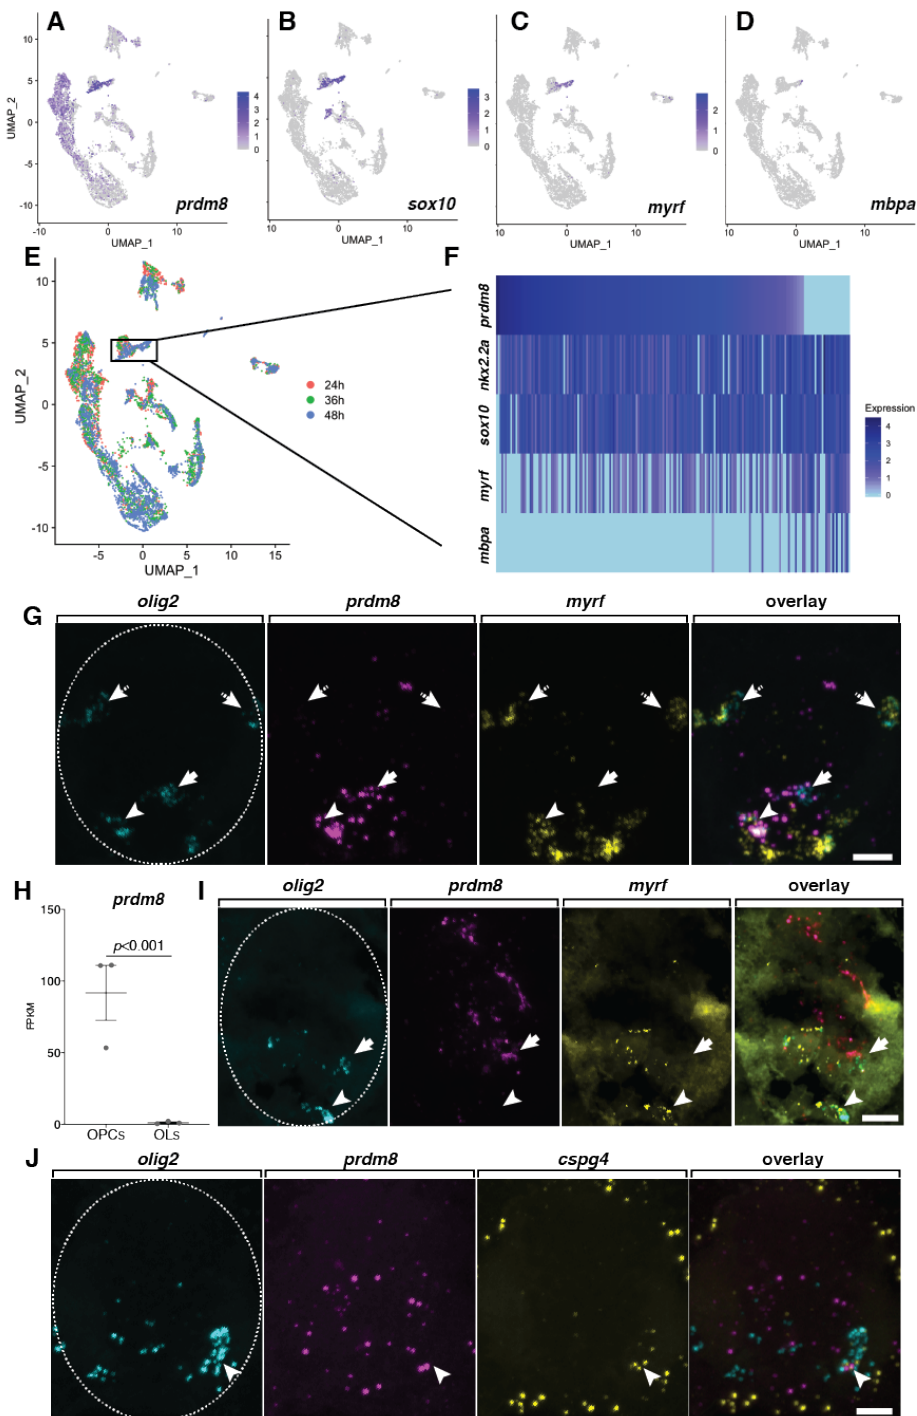 A
B
C
D
10
5
0
-5
-10
UMAP_2
-10
0
10
UMAP_1
4
3
2
1
0
prdm8
10
0
10
UMAP_1
3
2
1
0
sox10
10
0
10
UMAP_1
2
1
0
myrf
10
0
10
UMAP_1
mbpa
E
10
5
0
-5
-10
UMAP_2
-5
0
5
10
15
UMAP_1
24h
36h
48h
F
prdm8
nkx2.2a
sox10
myrf
mbpa
Expression
4
3
2
1
0
G
olig2
prdm8
myrf
overlay
H
prdm8
150
100
50
0
FPKM
p<0.001
OPCs
OLs
I
olig2
prdm8
myrf
overlay
J
olig2
prdm8
cspg4
overlay